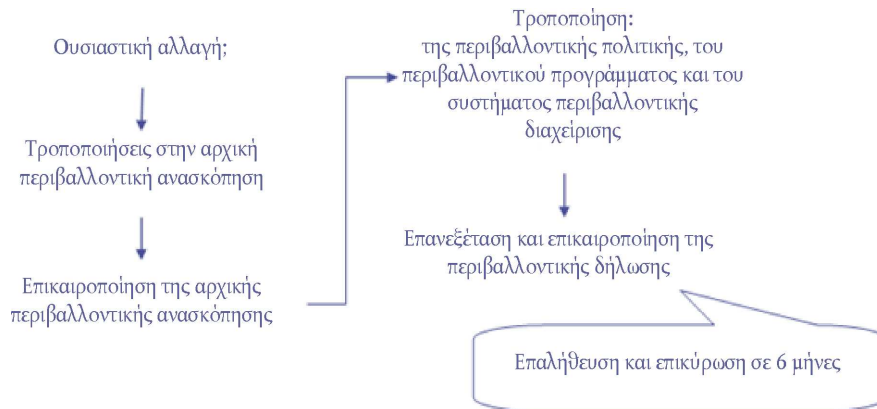 Ουσιαστική αλλαγή;
Τροποποιήσεις στην αρχική
περιβαλλοντική ανασκόπηση
Επικαιροποίηση της αρχικής
περιβαλλοντικής ανασκόπησης
Τροποποίηση:
της περιβαλλοντικής πολιτικής, του
περιβαλλοντικού προγράμματος και του
συστήματος περιβαλλοντικής
διαχείρισης
Επανεξέταση και επικαιροποίηση της
περιβαλλοντικής δήλωσης
Επαλήθευση και επικύρωση σε 6 μήνες